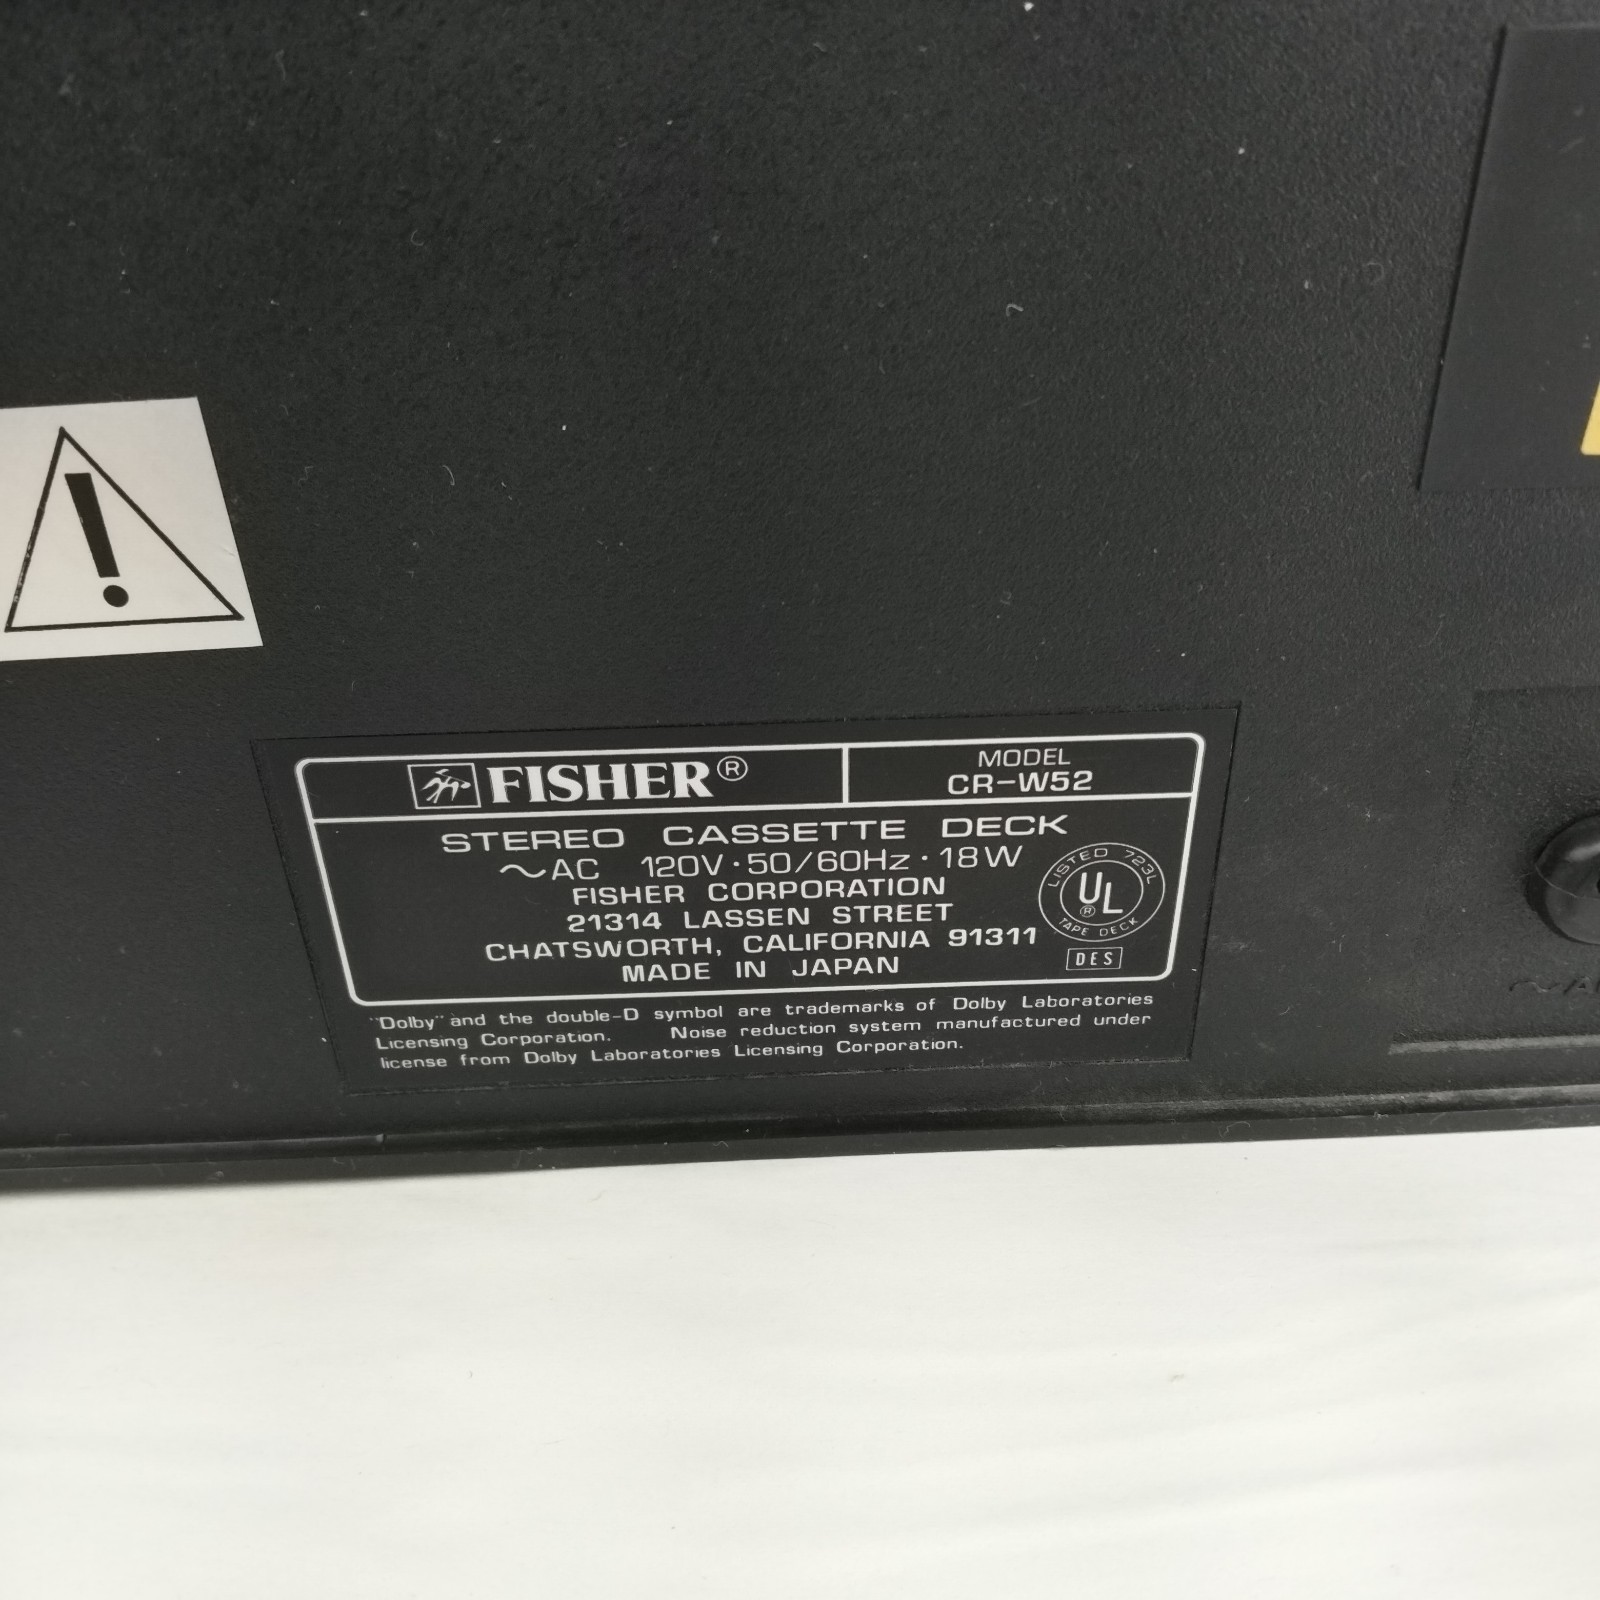 FISHER®
MODEL
CR-W52
STEREO CASSETTE DECK
~AC 120V·50/60Hz·18W
FISHER CORPORATION
21314 LASSEN STREET
CHATSWORTH, CALIFORNIA 91311
MADE IN JAPAN
LISTED 723L
UL®
TAPE DECK
DES
"Dolby" and the double-D symbol are trademarks of Dolby Laboratories
Licensing Corporation. Noise reduction system manufactured under
license from Dolby Laboratories Licensing Corporation.